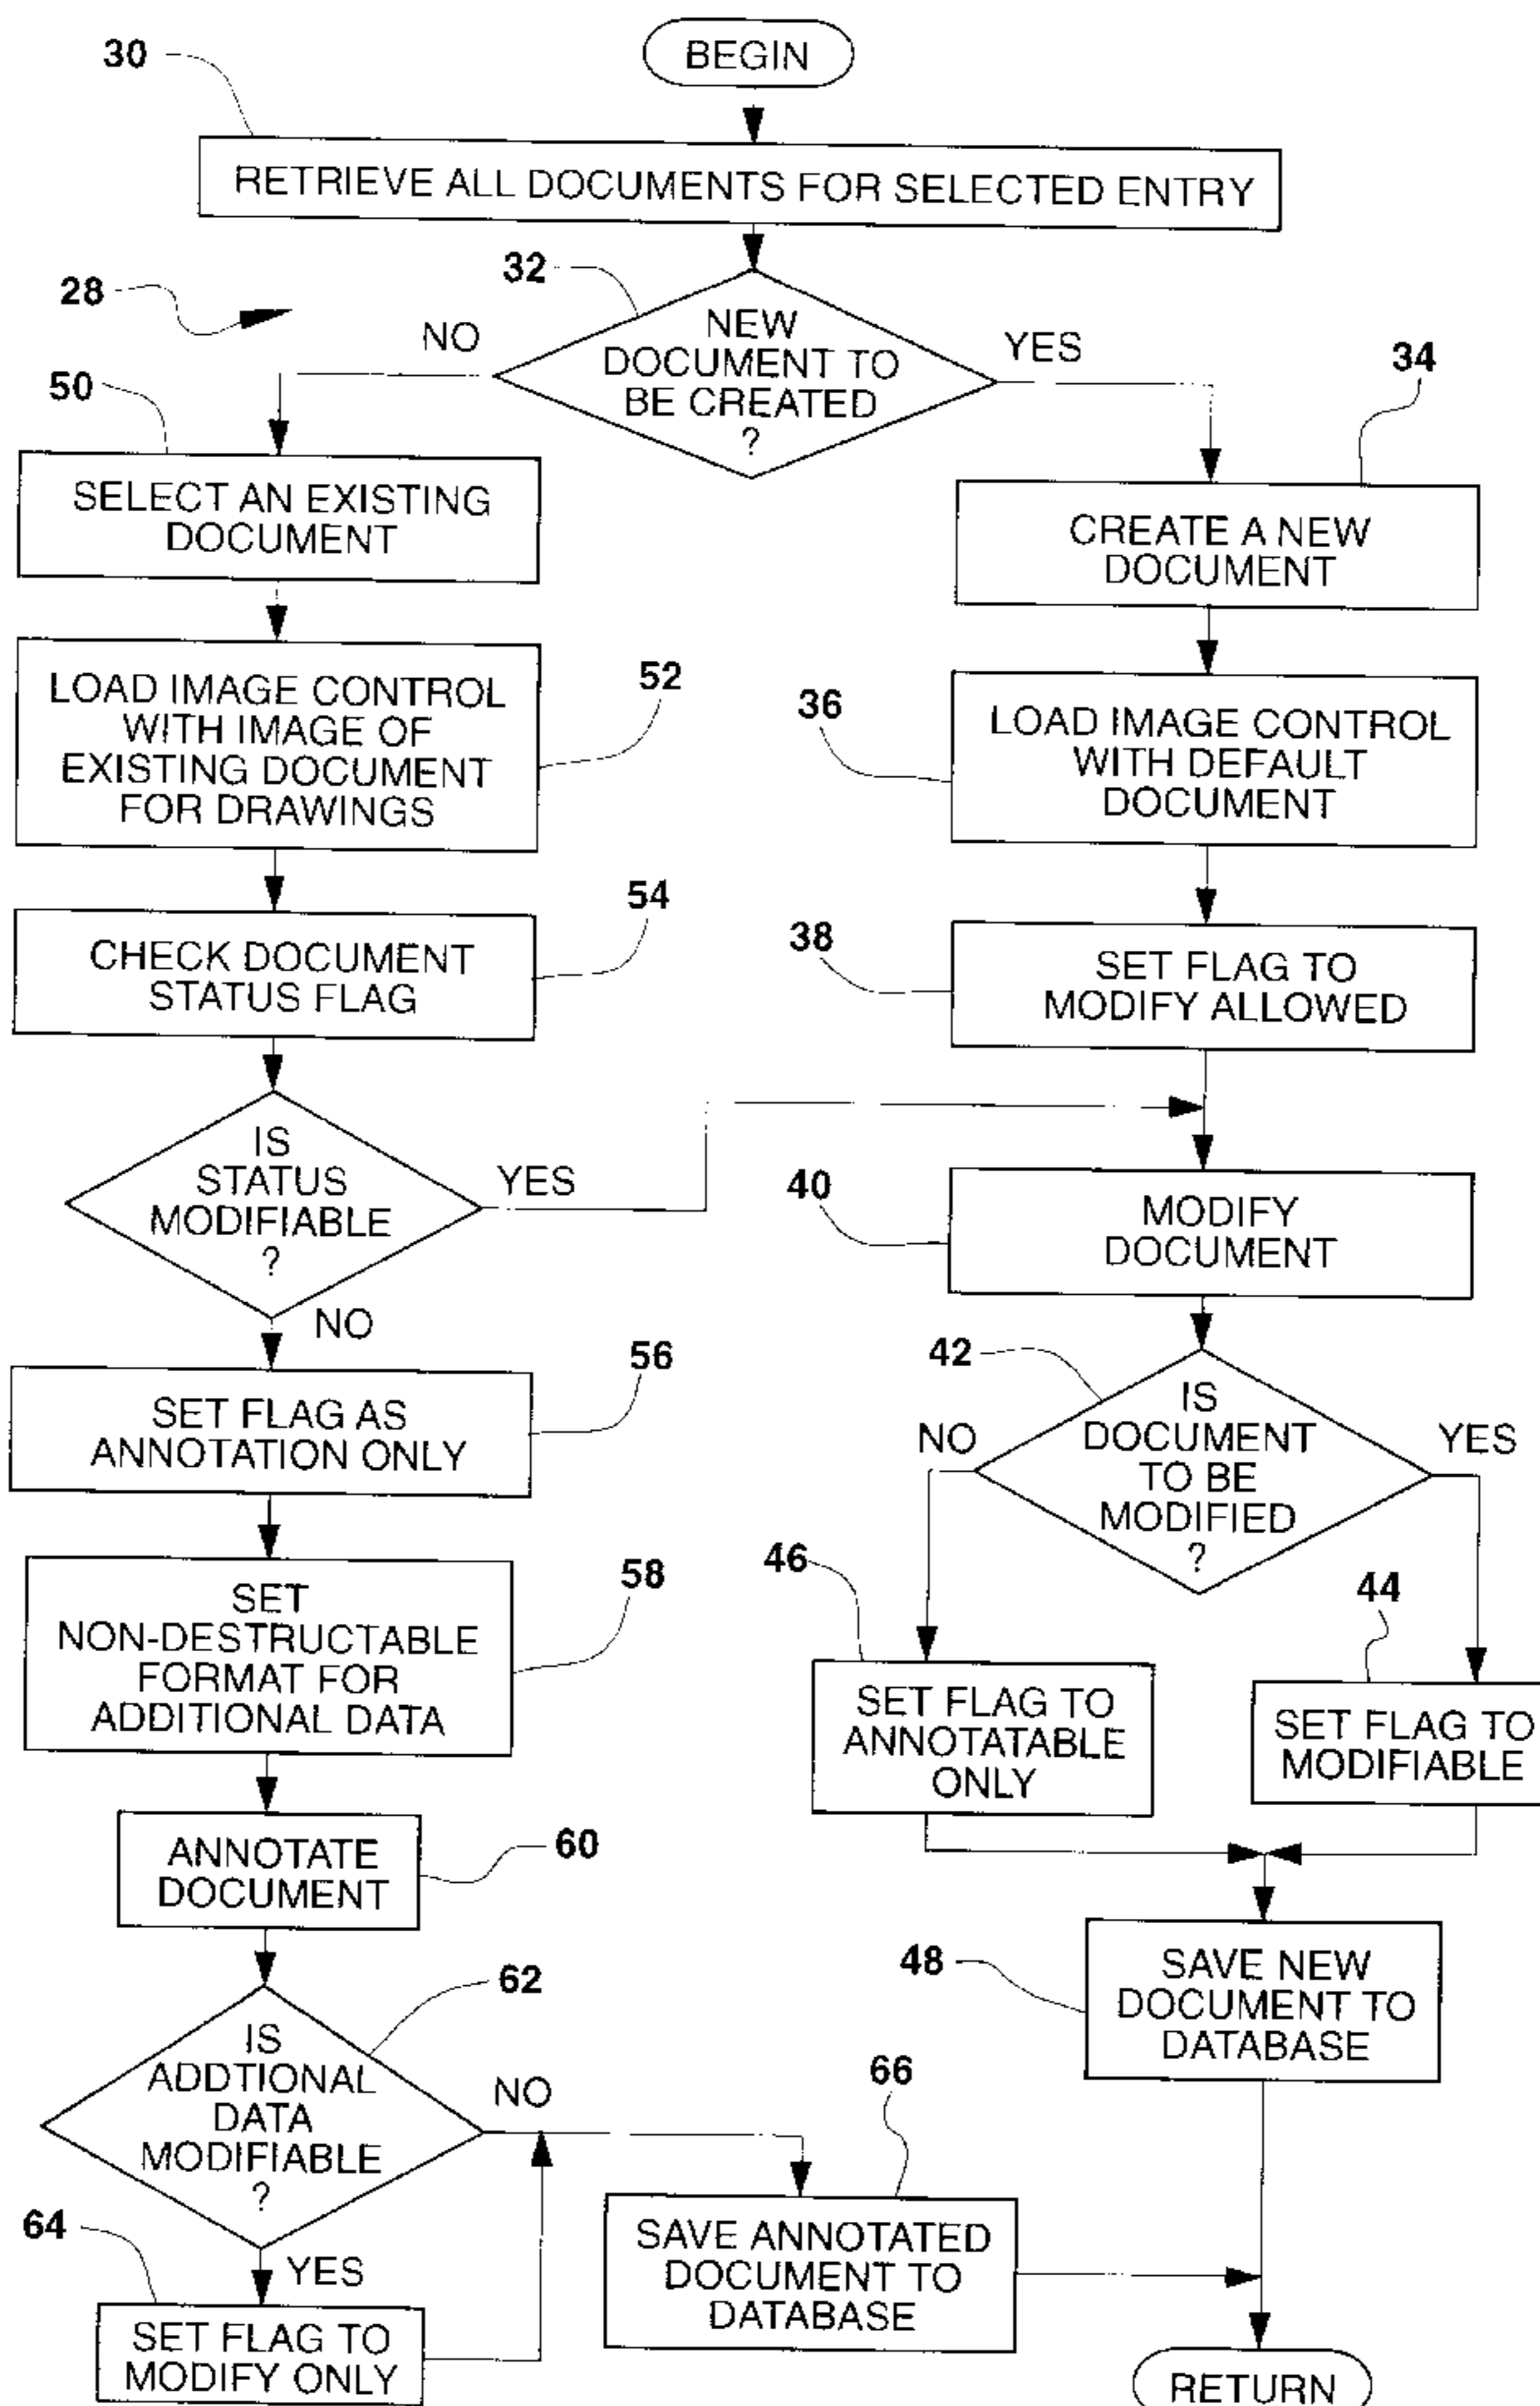 BEGIN
30
RETRIEVE ALL DOCUMENTS FOR SELECTED ENTRY
32
28
NEW
DOCUMENT TO
BE CREATED
?
NO
YES
50
34
SELECT AN EXISTING
DOCUMENT
CREATE A NEW
DOCUMENT
LOAD IMAGE CONTROL
WITH IMAGE OF
EXISTING DOCUMENT
FOR DRAWINGS
52
36
LOAD IMAGE CONTROL
WITH DEFAULT
DOCUMENT
54
CHECK DOCUMENT
STATUS FLAG
38
SET FLAG TO
MODIFY ALLOWED
IS
STATUS
MODIFIABLE
?
YES
NO
40
MODIFY
DOCUMENT
56
SET FLAG AS
ANNOTATION ONLY
42
IS
DOCUMENT
TO BE
MODIFIED
?
NO
YES
58
SET
NON-DESTRUCTABLE
FORMAT FOR
ADDITIONAL DATA
46
44
SET FLAG TO
ANNOTATABLE
ONLY
SET FLAG TO
MODIFIABLE
ANNOTATE
DOCUMENT
60
48
SAVE NEW
DOCUMENT TO
DATABASE
62
IS
ADDTIONAL
DATA
MODIFIABLE
?
NO
YES
66
64
SAVE ANNOTATED
DOCUMENT TO
DATABASE
SET FLAG TO
MODIFY ONLY
RETURN